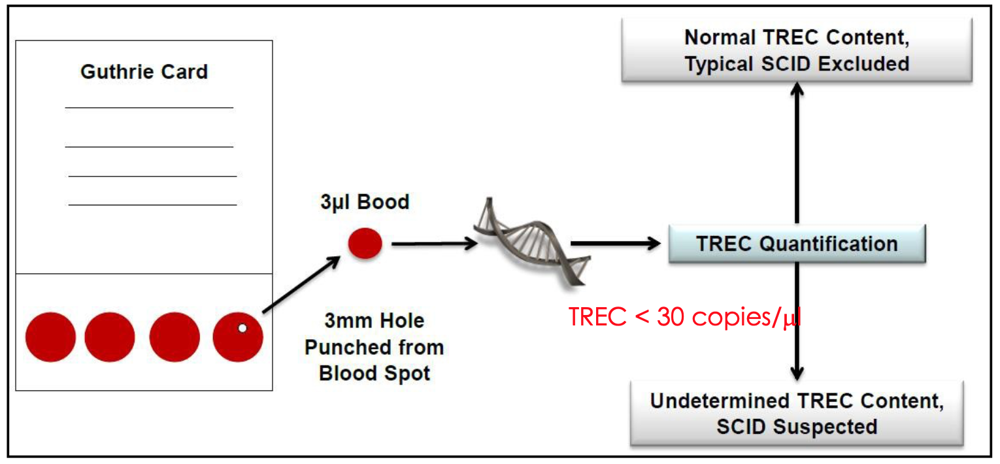 Guthrie Card
3µl Bood
3mm Hole
Punched from
Blood Spot
Normal TREC Content,
Typical SCID Excluded
TREC Quantification
TREC < 30 copies/µl
Undetermined TREC Content,
SCID Suspected